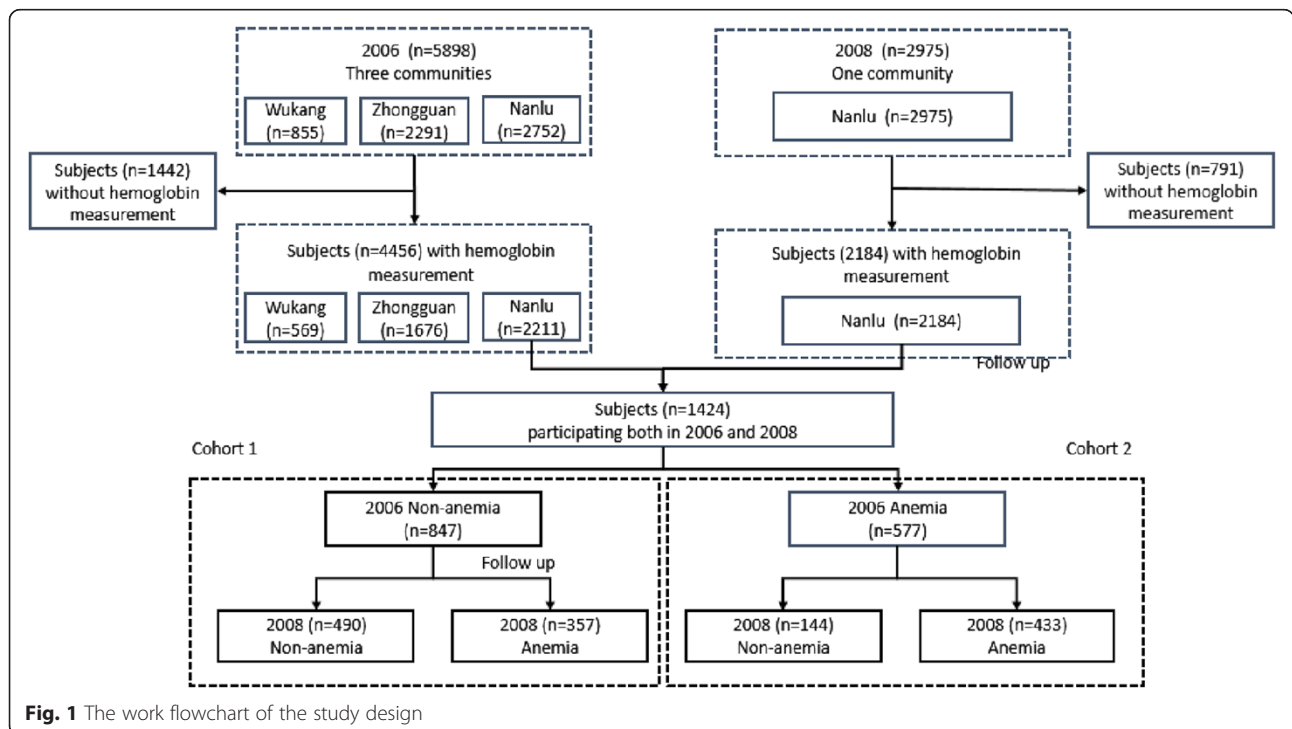 2006 (n=5898)
Three communities
Wukang
(n=855)
Zhongguan
(n=2291)
Nanlu
(n=2752)
2008 (n=2975)
One community
Nanlu (n=2975)
Subjects (n=1442)
without hemoglobin
measurement
Subjects (n=791)
without hemoglobin
measurement
Subjects (n=4456) with hemoglobin
measurement
Wukang
(n=569)
Zhongguan
(n=1676)
Nanlu
(n=2211)
Subjects (2184) with hemoglobin
measurement
Nanlu (n=2184)
Follow up
Subjects (n=1424)
participating both in 2006 and 2008
Cohort 1
Cohort 2
2006 Non-anemia
(n=847)
Follow up
2008 (n=490)
Non-anemia
2008 (n=357)
Anemia
2006 Anemia
(n=577)
2008 (n=144)
Non-anemia
2008 (n=433)
Anemia
Fig. 1 The work flowchart of the study design